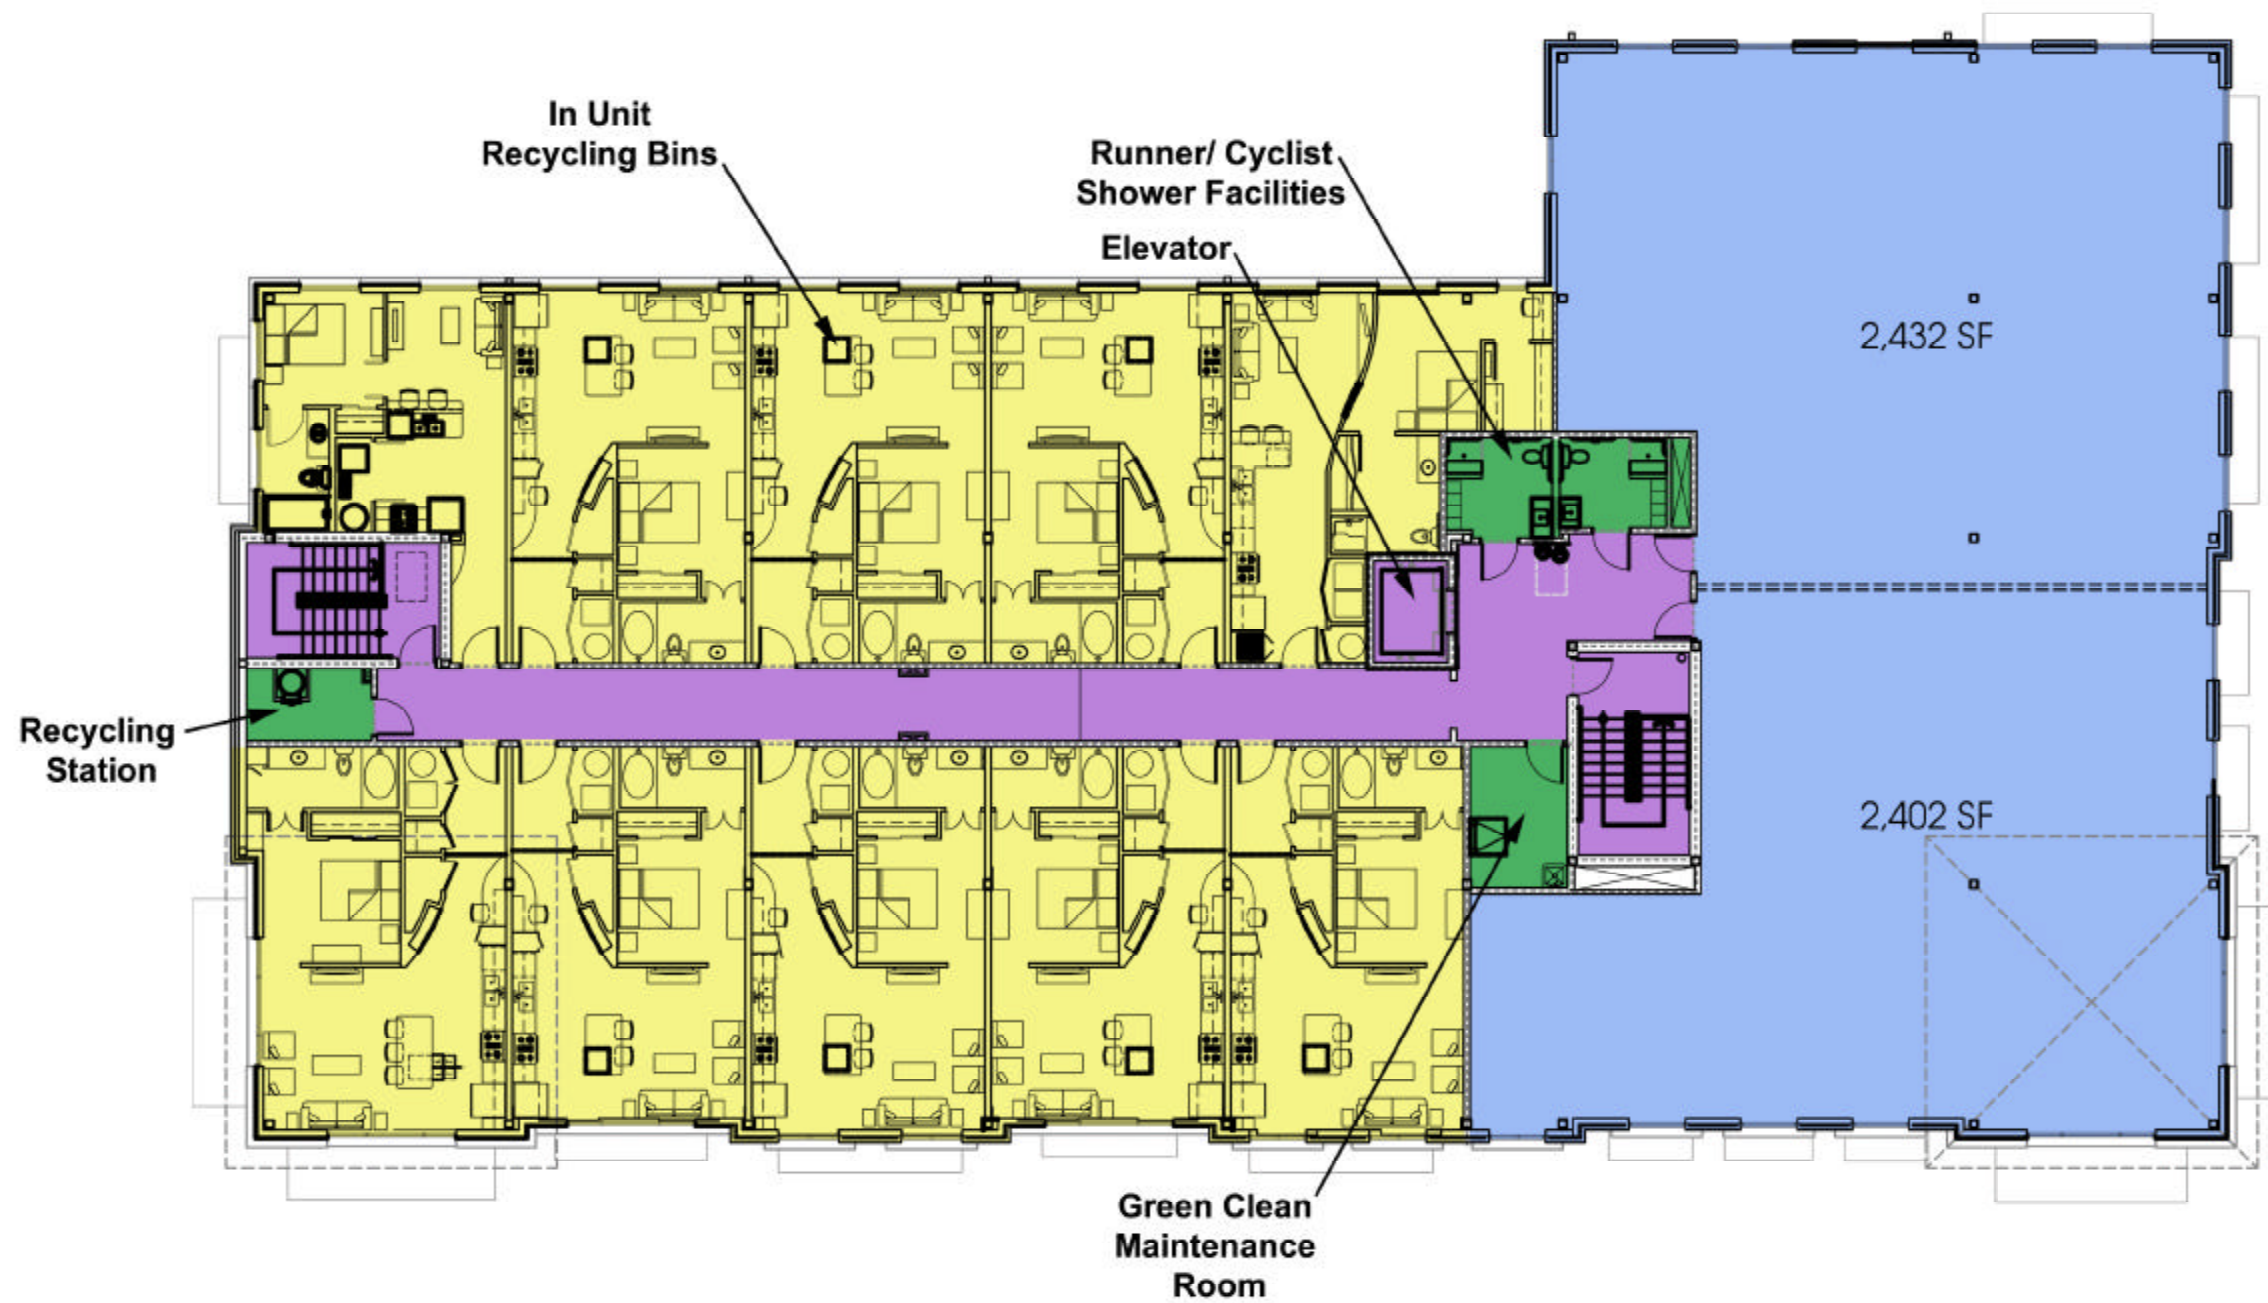 In Unit
Recycling Bins
Runner/ Cyclist
Shower Facilities
Elevator
2,432 SF
Recycling
Station
2,402 SF
Green Clean
Maintenance
Room